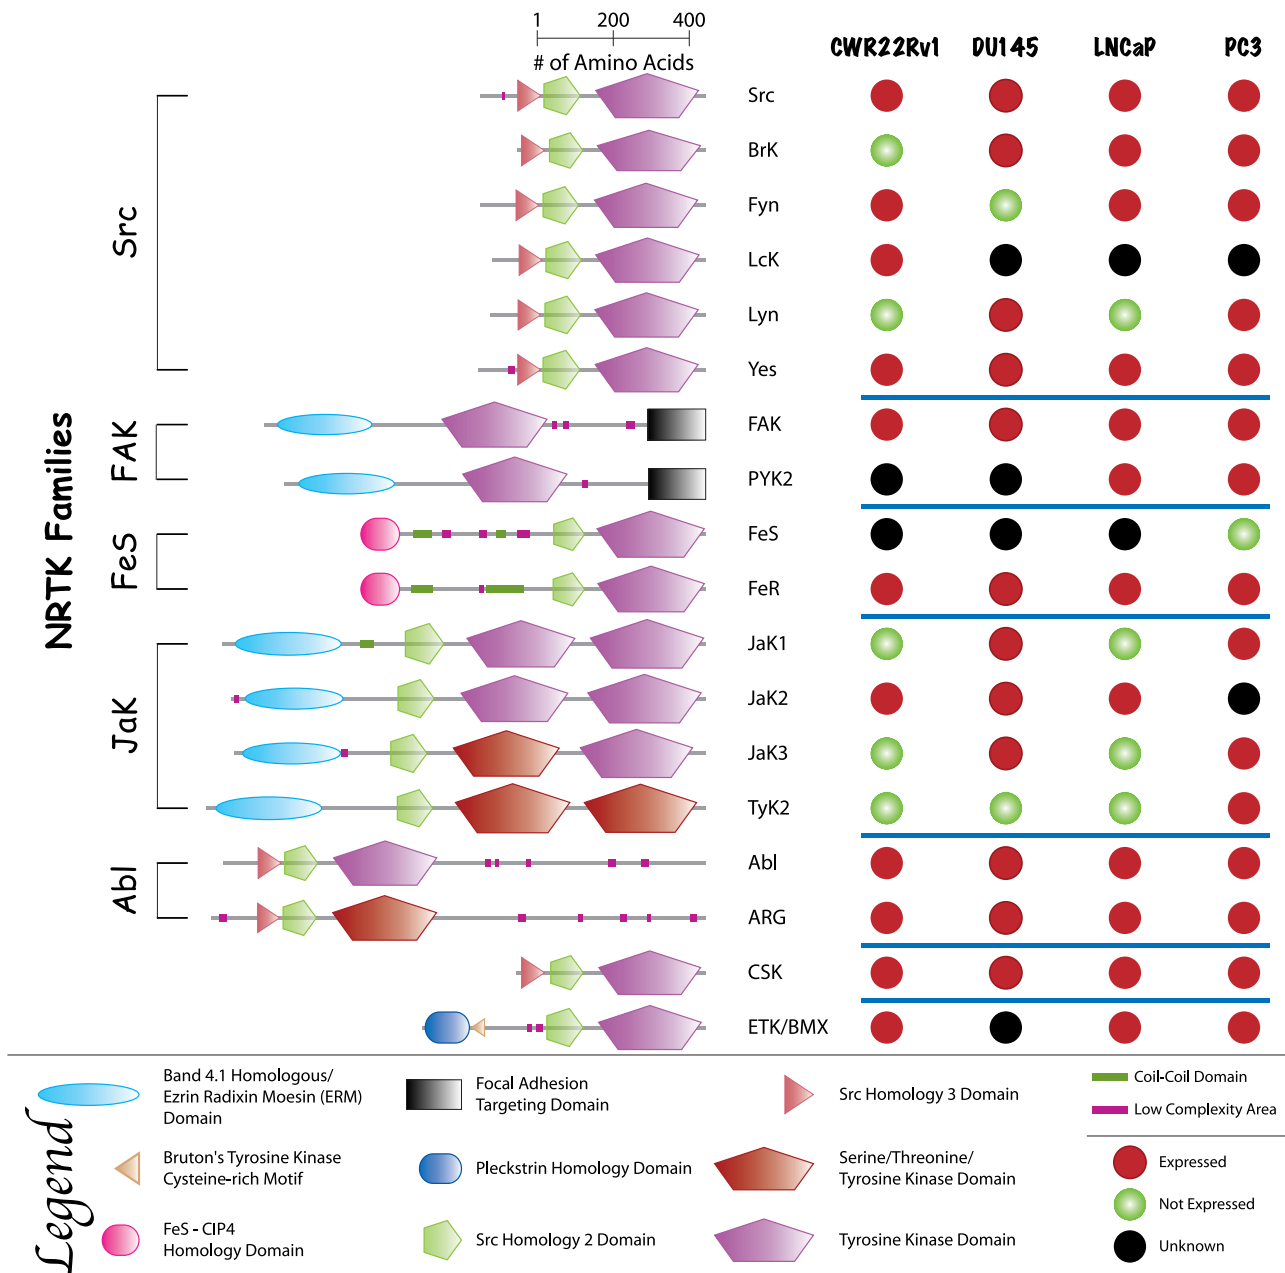 1 200 400
# of Amino Acids
CWR22Rv1 DU145 LNCaP PC3
NRTK Families
Src
Src
BrK
Fyn
LcK
Lyn
Yes
FAK
FAK
PYK2
FeS
FeS
FeR
JaK
JaK1
JaK2
JaK3
TyK2
Abl
Abl
ARG
CSK
ETK/BMX
Legend
Band 4.1 Homologous/
Ezrin Radixin Moesin (ERM)
Domain
Bruton's Tyrosine Kinase
Cysteine-rich Motif
FeS - CIP4
Homology Domain
Focal Adhesion
Targeting Domain
Pleckstrin Homology Domain
Src Homology 2 Domain
Src Homology 3 Domain
Serine/Threonine/
Tyrosine Kinase Domain
Tyrosine Kinase Domain
Coil-Coil Domain
Low Complexity Area
Expressed
Not Expressed
Unknown